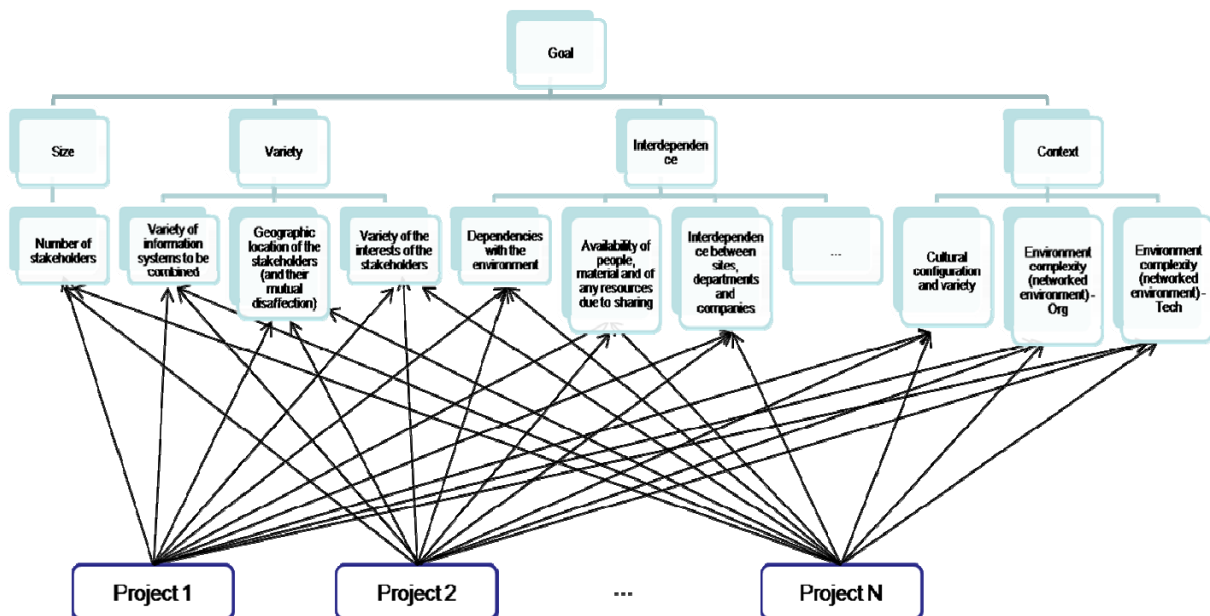 Goal
Size
Variety
Interdependen
ce
Context
Number of
stakeholders
Variety of
information
systems to be
combined
Geographic
location of the
stakeholders
(and their
mutual
disaffection)
Variety of the
interests of the
stakeholders
Dependencies
with the
environment
Availability of
people,
material and of
any resources
due to sharing
Interdependen
ce between
sites,
departments
and
companies
...
Cultural
configuration
and variety
Environment
complexity
(networked
environment) -
Org
Environment
complexity
(networked
environment) -
Tech
Project 1
Project 2
...
Project N